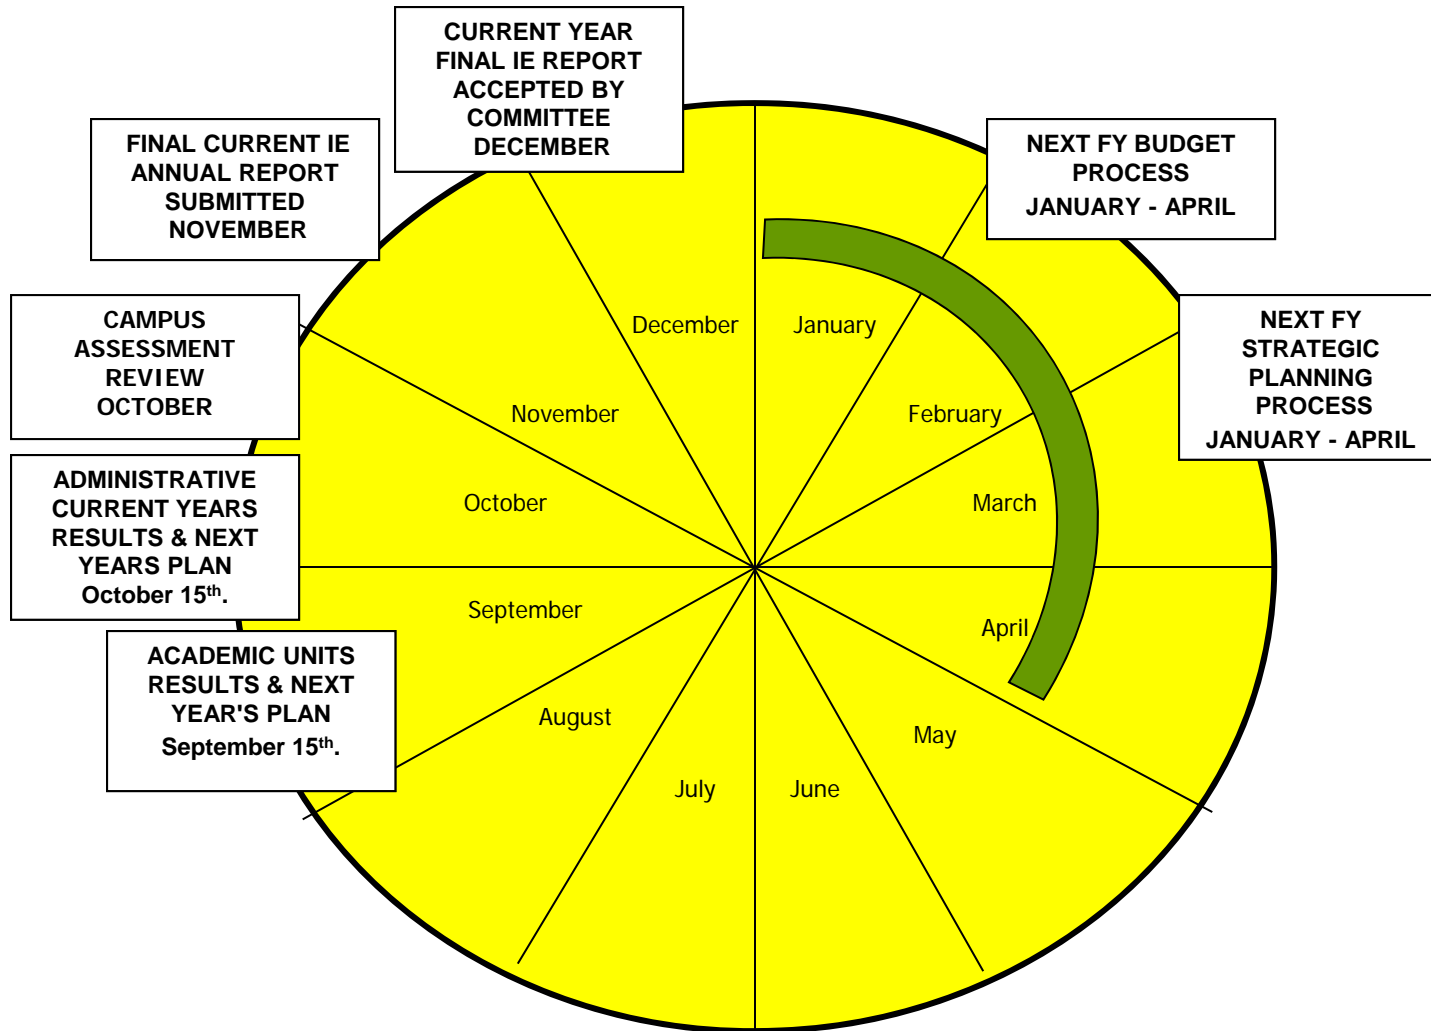 CURRENT YEAR
FINAL IE REPORT
ACCEPTED BY
COMMITTEE
DECEMBER
FINAL CURRENT IE
ANNUAL REPORT
SUBMITTED
NOVEMBER
NEXT FY BUDGET
PROCESS
JANUARY - APRIL
CAMPUS
ASSESSMENT
REVIEW
OCTOBER
NEXT FY
STRATEGIC
PLANNING
PROCESS
JANUARY - APRIL
ADMINISTRATIVE
CURRENT YEARS
RESULTS & NEXT
YEARS PLAN
October 15th.
ACADEMIC UNITS
RESULTS & NEXT
YEAR'S PLAN
September 15th.
December
January
November
February
October
March
September
April
August
May
July
June